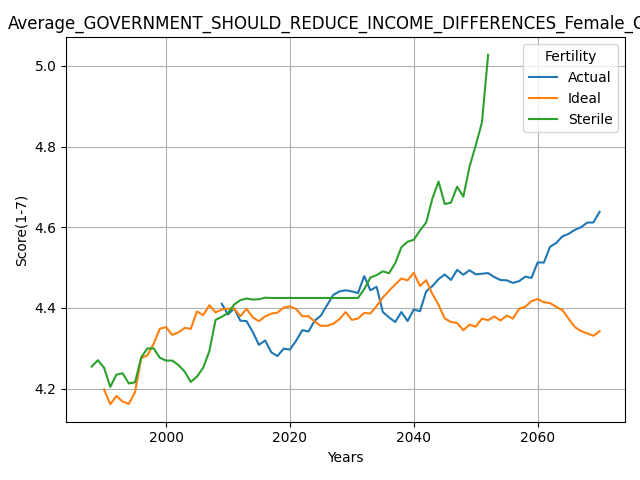 Average_GOVERNMENT_SHOULD_REDUCE_INCOME_DIFFERENCES_Female_
Fertility
Actual
Ideal
Sterile
Score(1-7)
5.0
4.8
4.6
4.4
4.2
2000 2020 2040 2060
Years